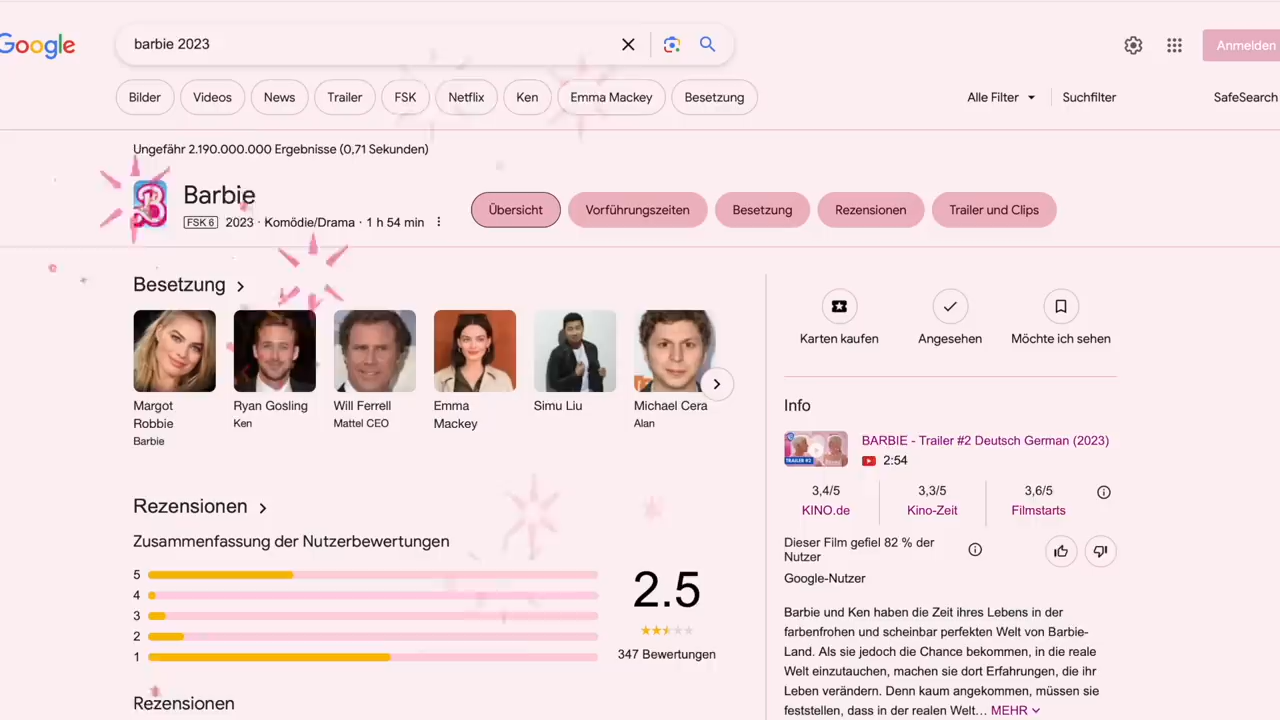 Google
barbie 2023
Anmelden
Bilder
Videos
News
Trailer
FSK
Netflix
Ken
Emma Mackey
Besetzung
Alle Filter
Suchfilter
SafeSearch
Ungefähr 2.190.000.000 Ergebnisse (0,71 Sekunden)
B
Barbie
FSK 6 2023 · Komödie/Drama · 1 h 54 min
Übersicht
Vorführungszeiten
Besetzung
Rezensionen
Trailer und Clips
Besetzung
Margot
Robbie
Barbie
Ryan Gosling
Ken
Will Ferrell
Mattel CEO
Emma
Mackey
Simu Liu
Michael Cera
Alan
Rezensionen
Zusammenfassung der Nutzerbewertungen
5
4
3
2
1
2.5
347 Bewertungen
Rezensionen
Karten kaufen
Angesehen
Möchte ich sehen
Info
TRAILER #2
BARBIE - Trailer #2 Deutsch German (2023)
2:54
3,4/5
KINO.de
3,3/5
Kino-Zeit
3,6/5
Filmstarts
Dieser Film gefiel 82 % der
Nutzer
Google-Nutzer
Barbie und Ken haben die Zeit ihres Lebens in der
farbenfrohen und scheinbar perfekten Welt von Barbie-
Land. Als sie jedoch die Chance bekommen, in die reale
Welt einzutauchen, machen sie dort Erfahrungen, die ihr
Leben verändern. Denn kaum angekommen, müssen sie
feststellen, dass in der realen Welt… MEHR